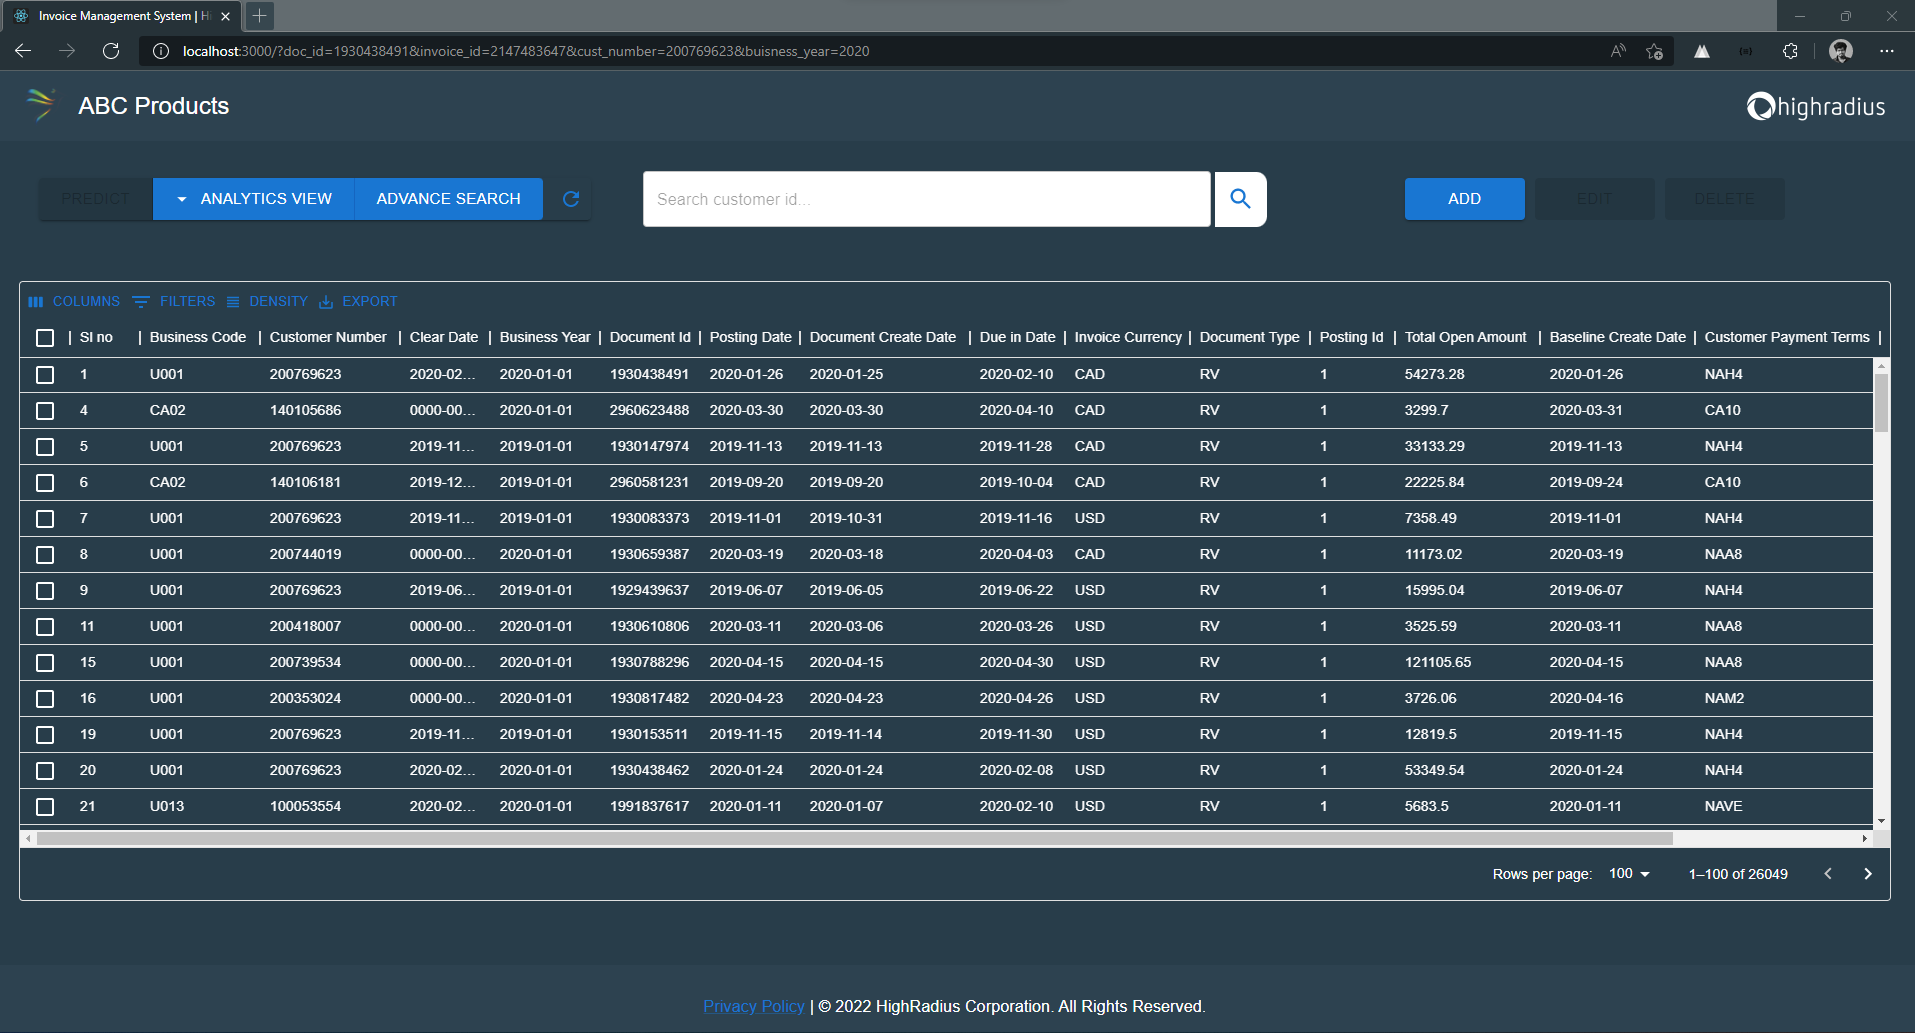 Invoice Management System | Hi
localhost:3000/?doc_id=1930438491&invoice_id=2147483647&cust_number=200769623&buisness_year=2020
ABC Products
highradius
PREDICT ANALYTICS VIEW ADVANCE SEARCH Search customer id... ADD EDIT DELETE
COLUMNS FILTERS DENSITY EXPORT
Sl no Business Code Customer Number Clear Date Business Year Document Id Posting Date Document Create Date Due in Date Invoice Currency Document Type Posting Id Total Open Amount Baseline Create Date Customer Payment Terms
1 U001 200769623 2020-02... 2020-01-01 1930438491 2020-01-26 2020-01-25 2020-02-10 CAD RV 1 54273.28 2020-01-26 NAH4
4 CA02 140105686 0000-00... 2020-01-01 2960623488 2020-03-30 2020-03-30 2020-04-10 CAD RV 1 3299.7 2020-03-31 CA10
5 U001 200769623 2019-11... 2019-01-01 1930147974 2019-11-13 2019-11-13 2019-11-28 CAD RV 1 33133.29 2019-11-13 NAH4
6 CA02 140106181 2019-12... 2019-01-01 2960581231 2019-09-20 2019-09-20 2019-10-04 CAD RV 1 22225.84 2019-09-24 CA10
7 U001 200769623 2019-11... 2019-01-01 1930083373 2019-11-01 2019-10-31 2019-11-16 USD RV 1 7358.49 2019-11-01 NAH4
8 U001 200744019 0000-00... 2020-01-01 1930659387 2020-03-19 2020-03-18 2020-04-03 CAD RV 1 11173.02 2020-03-19 NAA8
9 U001 200769623 2019-06... 2019-01-01 1929439637 2019-06-07 2019-06-05 2019-06-22 USD RV 1 15995.04 2019-06-07 NAH4
11 U001 200418007 0000-00... 2020-01-01 1930610806 2020-03-11 2020-03-06 2020-03-26 USD RV 1 3525.59 2020-03-11 NAA8
15 U001 200739534 0000-00... 2020-01-01 1930788296 2020-04-15 2020-04-15 2020-04-30 USD RV 1 121105.65 2020-04-15 NAA8
16 U001 200353024 0000-00... 2020-01-01 1930817482 2020-04-23 2020-04-23 2020-04-26 USD RV 1 3726.06 2020-04-16 NAM2
19 U001 200769623 2019-11... 2019-01-01 1930153511 2019-11-15 2019-11-14 2019-11-30 USD RV 1 12819.5 2019-11-15 NAH4
20 U001 200769623 2020-02... 2020-01-01 1930438462 2020-01-24 2020-01-24 2020-02-08 USD RV 1 53349.54 2020-01-24 NAH4
21 U013 100053554 2020-02... 2020-01-01 1991837617 2020-01-11 2020-01-07 2020-02-10 USD RV 1 5683.5 2020-01-11 NAVE
Rows per page: 100 1–100 of 26049
Privacy Policy | © 2022 HighRadius Corporation. All Rights Reserved.